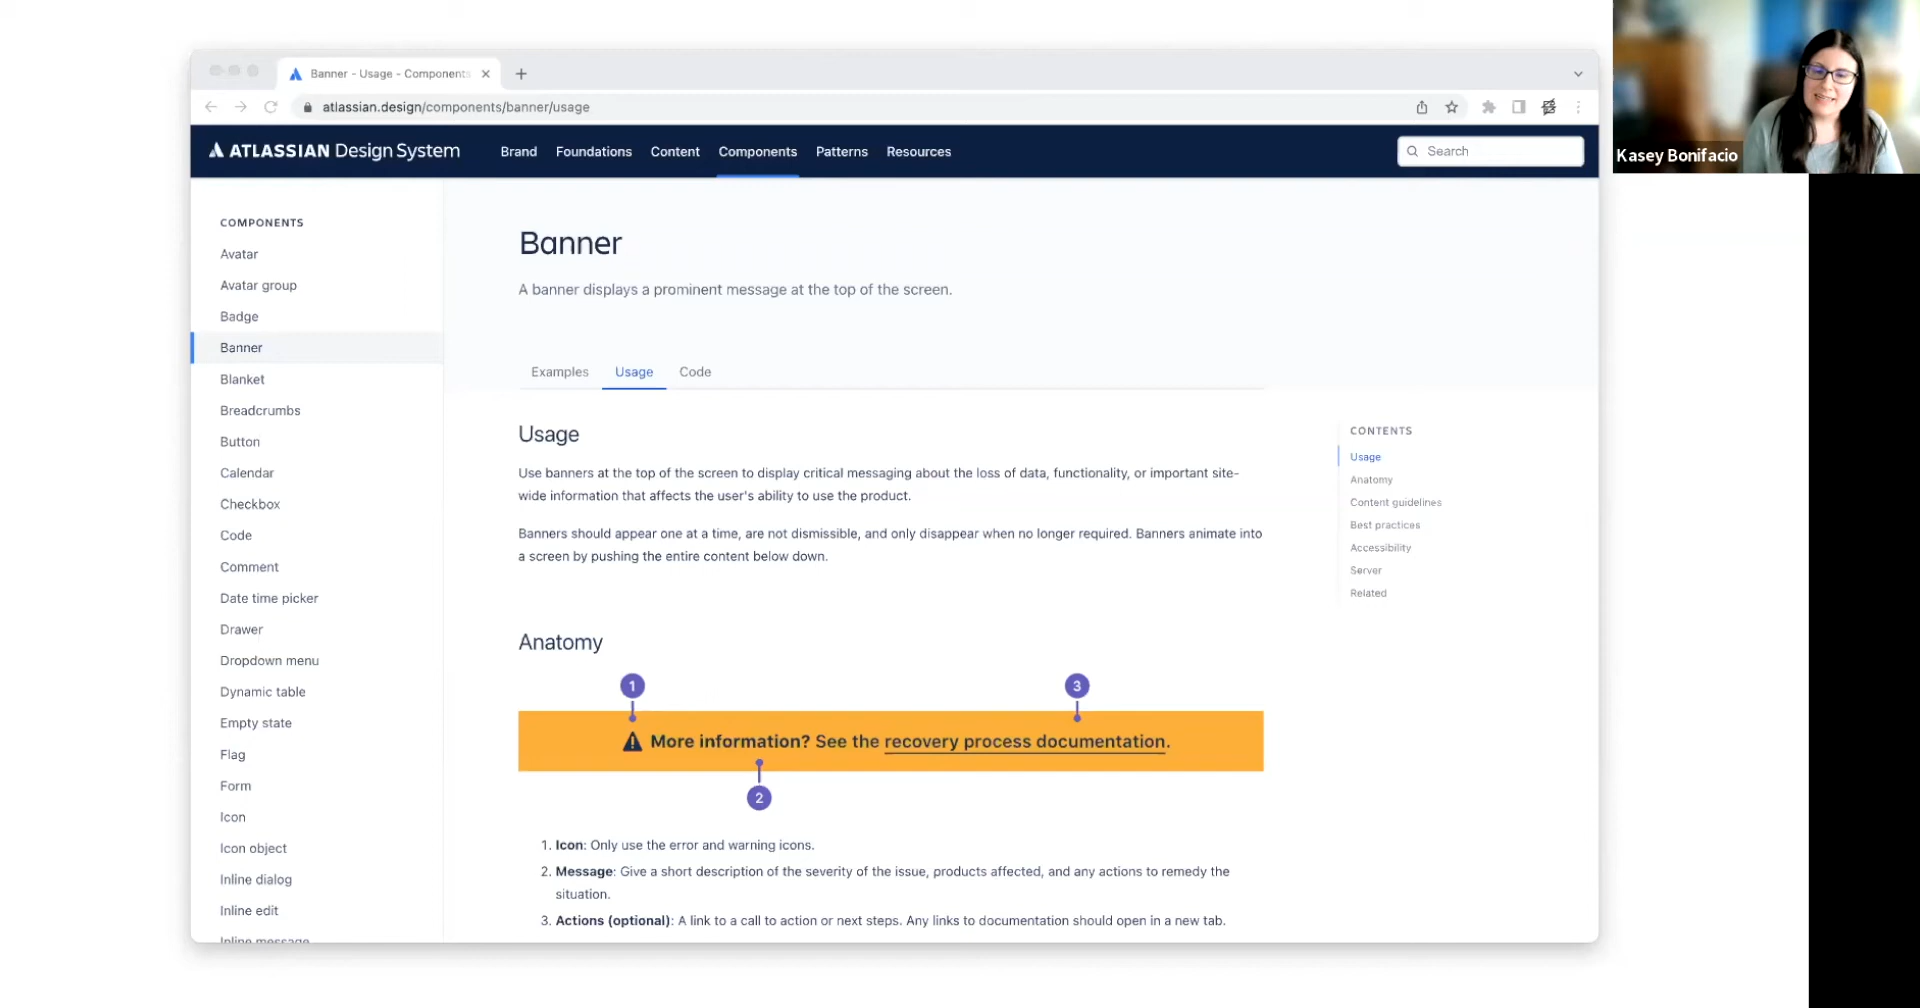 Banner - Usage - Components
atlassian.design/components/banner/usage
ATLASSIAN Design System
Brand
Foundations
Content
Components
Patterns
Resources
Search
Kasey Bonifacio
COMPONENTS
Avatar
Avatar group
Badge
Banner
Blanket
Breadcrumbs
Button
Calendar
Checkbox
Code
Comment
Date time picker
Drawer
Dropdown menu
Dynamic table
Empty state
Flag
Form
Icon
Icon object
Inline dialog
Inline edit
Inline message
Banner
A banner displays a prominent message at the top of the screen.
Examples
Usage
Code
Usage
Use banners at the top of the screen to display critical messaging about the loss of data, functionality, or important site-
wide information that affects the user's ability to use the product.
Banners should appear one at a time, are not dismissible, and only disappear when no longer required. Banners animate into
a screen by pushing the entire content below down.
Anatomy
1
3
More information? See the recovery process documentation.
2
1. Icon: Only use the error and warning icons.
2. Message: Give a short description of the severity of the issue, products affected, and any actions to remedy the
situation.
3. Actions (optional): A link to a call to action or next steps. Any links to documentation should open in a new tab.
CONTENTS
Usage
Anatomy
Content guidelines
Best practices
Accessibility
Server
Related